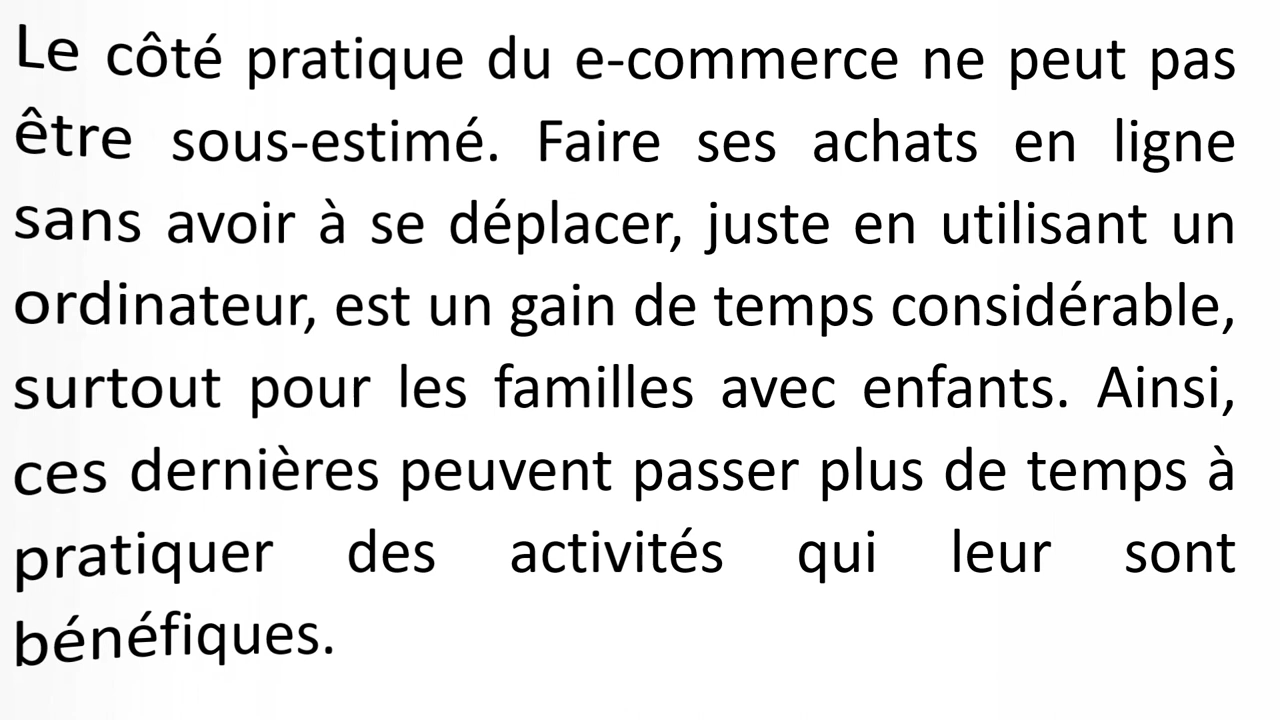 Le côté pratique du e-commerce ne peut pas
être sous-estimé. Faire ses achats en ligne
sans avoir à se déplacer, juste en utilisant un
ordinateur, est un gain de temps considérable,
surtout pour les familles avec enfants. Ainsi,
ces dernières peuvent passer plus de temps à
pratiquer des activités qui leur sont
bénéfiques.